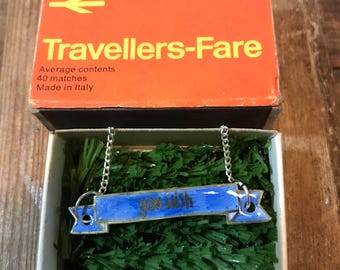 Travellers-Fare
Average contents
40 matches
Made in Italy
you wish